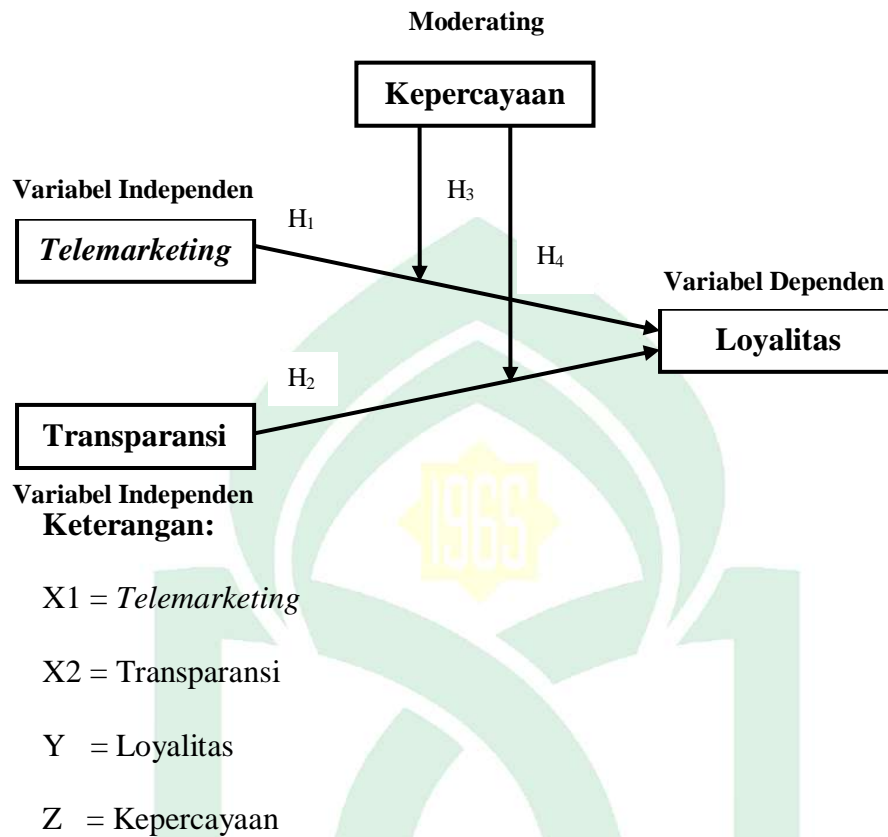 Moderating
Kepercayaan
Variabel Independen
H₃
H₁
Telemarketing
H₄
Variabel Dependen
Loyalitas
H₂
Transparansi
Variabel Independen
Keterangan:
1965
X1 = Telemarketing
X2 = Transparansi
Y = Loyalitas
Z = Kepercayaan